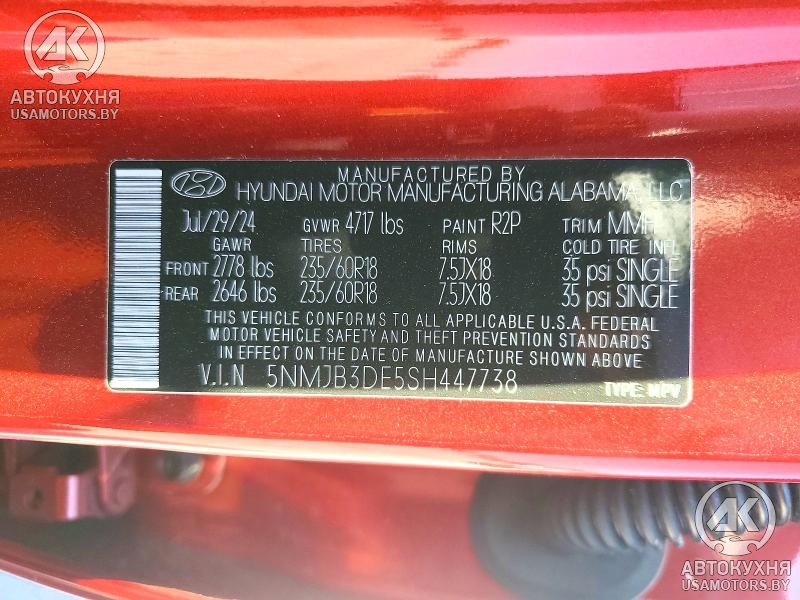 АВТОКУХНЯ
USAMOTORS.BY
MANUFACTURED BY
HYUNDAI MOTOR MANUFACTURING ALABAMA, LLC
Jul/29/24 GVWR 4717 lbs PAINT R2P TRIM MMH
GAWR TIRES RIMS COLD TIRE INFL
FRONT 2778 lbs 235/60R18 7.5JX18 35 psi SINGLE
REAR 2646 lbs 235/60R18 7.5JX18 35 psi SINGLE
THIS VEHICLE CONFORMS TO ALL APPLICABLE U.S.A. FEDERAL
MOTOR VEHICLE SAFETY AND THEFT PREVENTION STANDARDS
IN EFFECT ON THE DATE OF MANUFACTURE SHOWN ABOVE
V.I.N 5NMJB3DE5SH447738 TYPE: MPV
АВТОКУХНЯ
USAMOTORS.BY